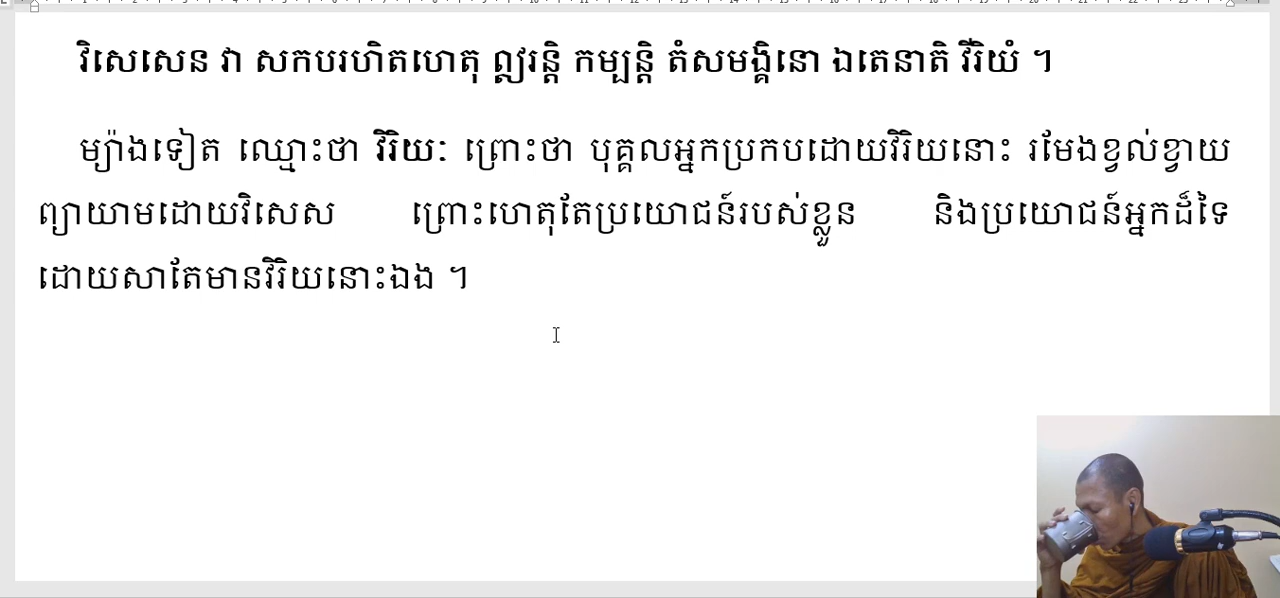 វិសេសេន វា សកបរហិតហេតុ ឦរន្តិ កម្បន្តិ តំសមង្គិនោ ឯតេនាតិ វីរិយំ ។
ម្យ៉ាងទៀត ឈ្មោះថា វិរិយៈ ព្រោះថា បុគ្គលអ្នកប្រកបដោយវិរិយនោះ រមែងខ្វល់ខ្វាយ
ព្យាយាមដោយវិសេស ព្រោះហេតុតែប្រយោជន៍របស់ខ្លួន និងប្រយោជន៍អ្នកដ៏ទៃ
ដោយសាតែមានវិរិយនោះឯង ។